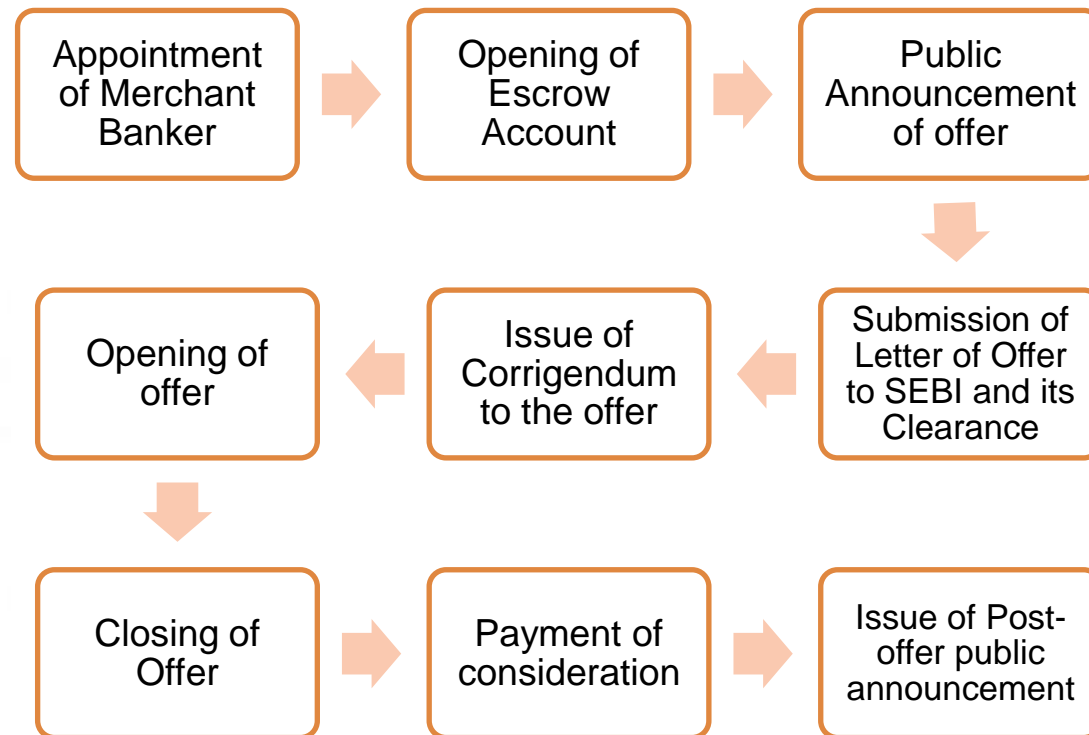 Appointment
of Merchant
Banker
Opening of
Escrow
Account
Public
Announcement
of offer
Submission of
Letter of Offer
to SEBI and its
Clearance
Issue of
Corrigendum
to the offer
Opening of
offer
Closing of
Offer
Payment of
consideration
Issue of Post-
offer public
announcement